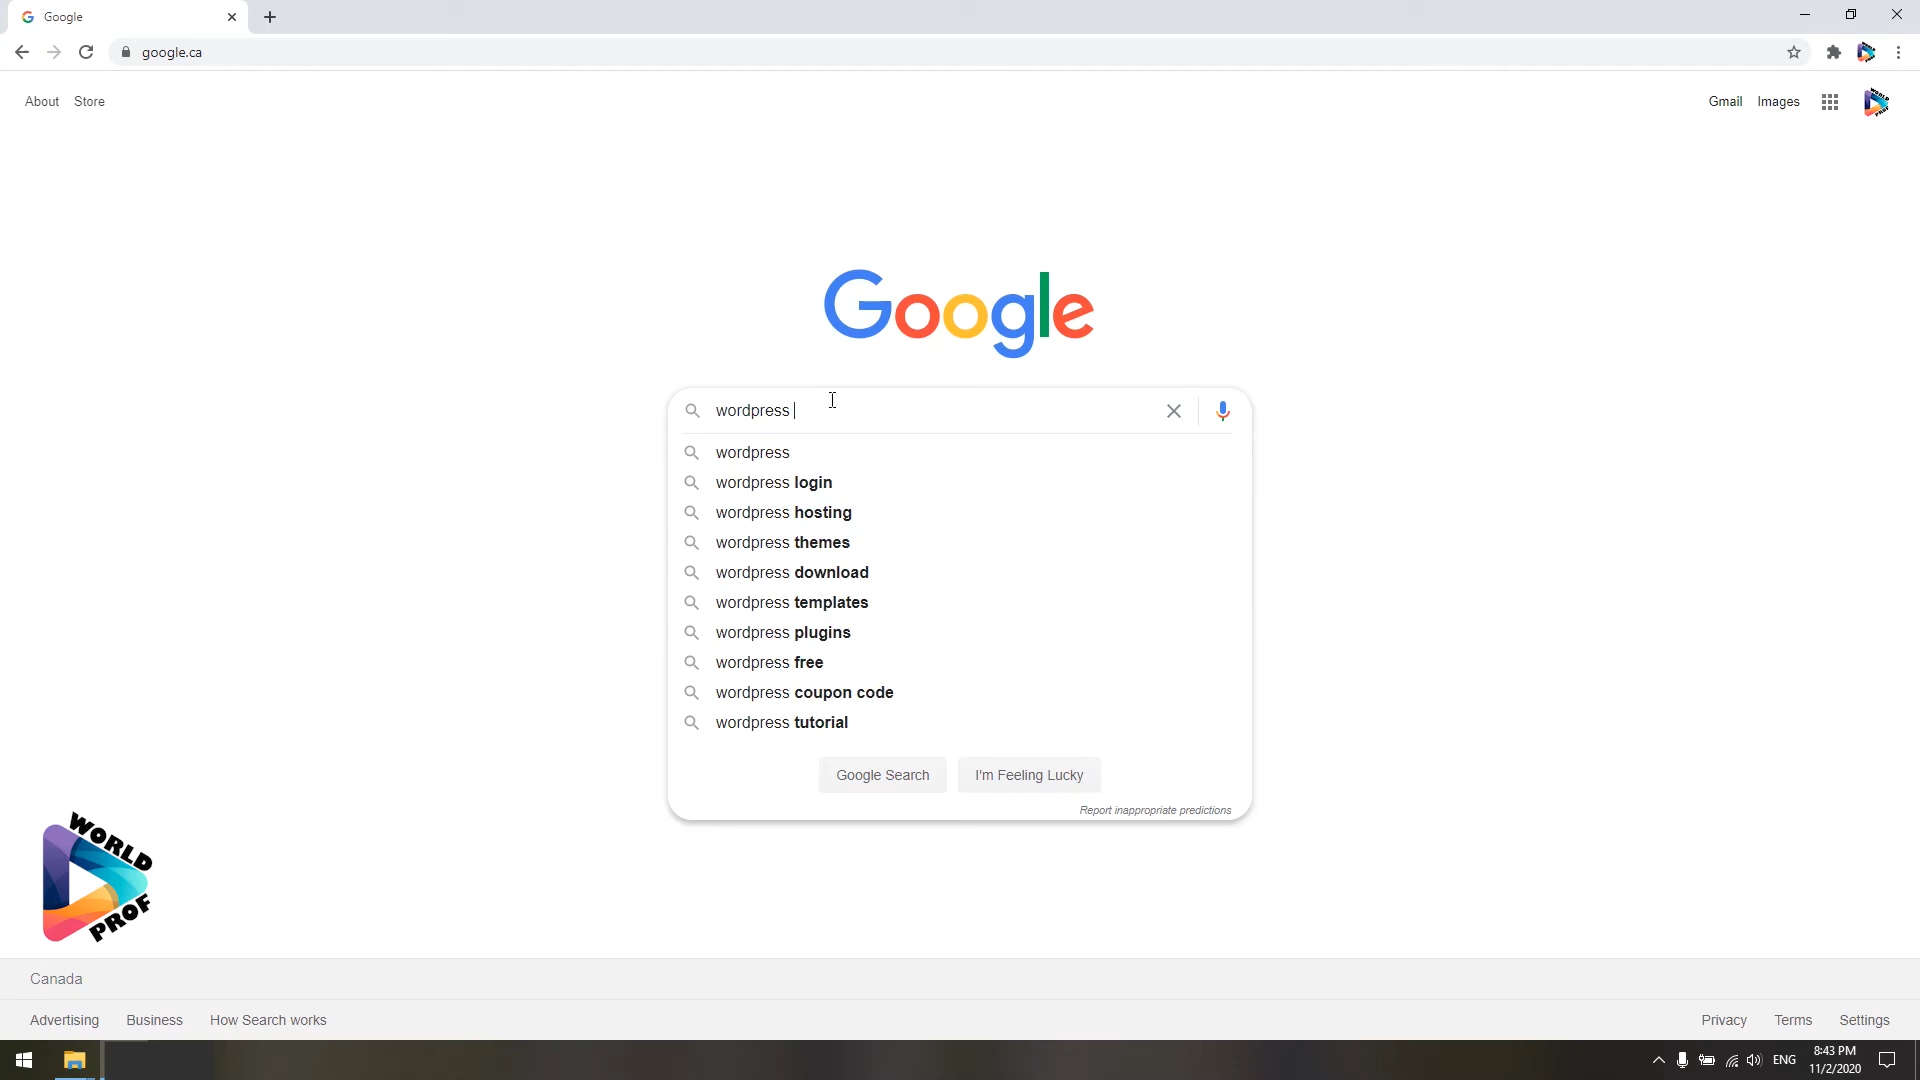 Google
google.ca
About Store
Gmail Images
WORLD PROF
Google
wordpress
wordpress
wordpress login
wordpress hosting
wordpress themes
wordpress download
wordpress templates
wordpress plugins
wordpress free
wordpress coupon code
wordpress tutorial
Google Search I'm Feeling Lucky
Report inappropriate predictions
WORLD
PROF
Canada
Advertising Business How Search works
Privacy Terms Settings
ENG
8:43 PM
11/2/2020